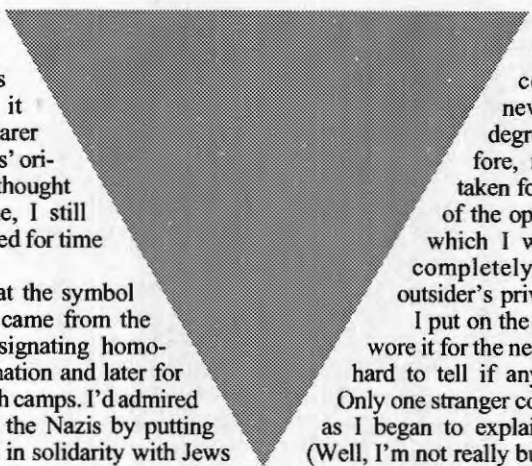 s
it
arer
s' ori-
thought
e, I still
ed for time
at the symbol
came from the
signating homo-
nation and later for
h camps. I'd admired
the Nazis by putting
in solidarity with Jews
co
nev
degr
fore,
taken fo
of the op
which I w
completely
outsider's priv
I put on the
wore it for the ne
hard to tell if any
Only one stranger co
as I began to explai
(Well, I'm not really b